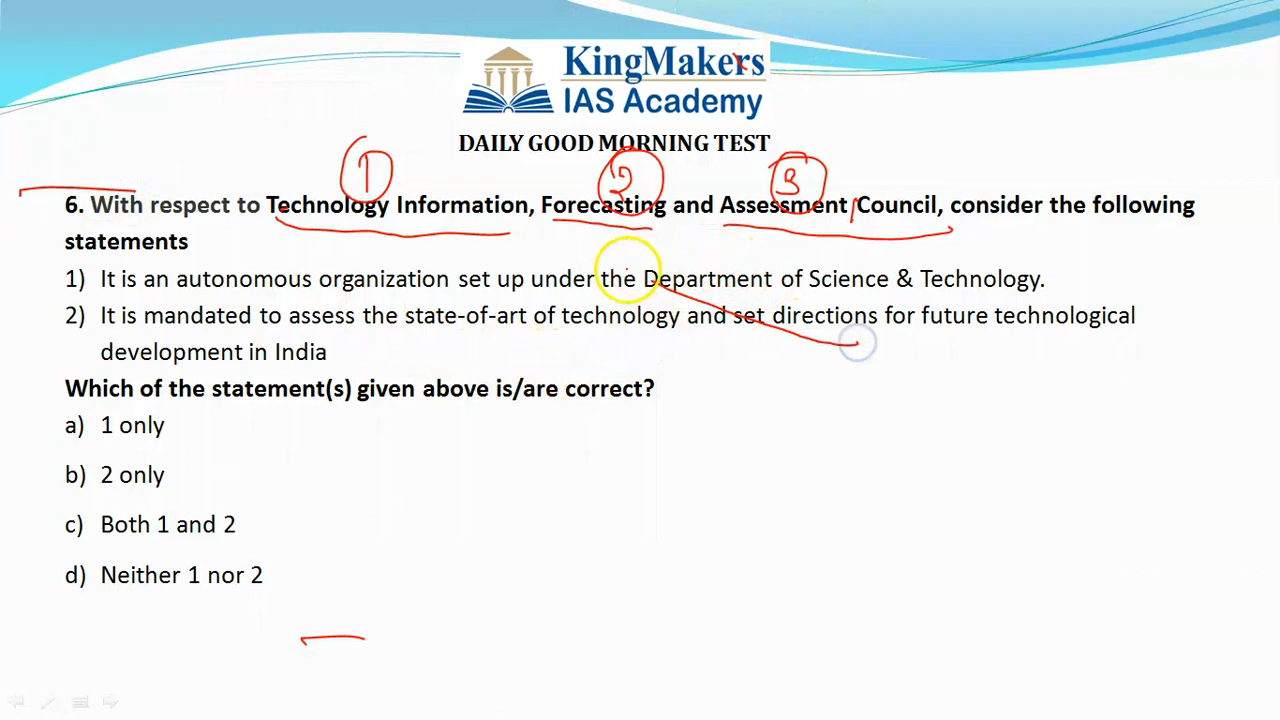 KingMakers
IAS Academy
DAILY GOOD MORNING TEST
1 2 3
6. With respect to Technology Information, Forecasting and Assessment Council, consider the following
statements
1) It is an autonomous organization set up under the Department of Science & Technology.
2) It is mandated to assess the state-of-art of technology and set directions for future technological
development in India
Which of the statement(s) given above is/are correct?
a) 1 only
b) 2 only
c) Both 1 and 2
d) Neither 1 nor 2